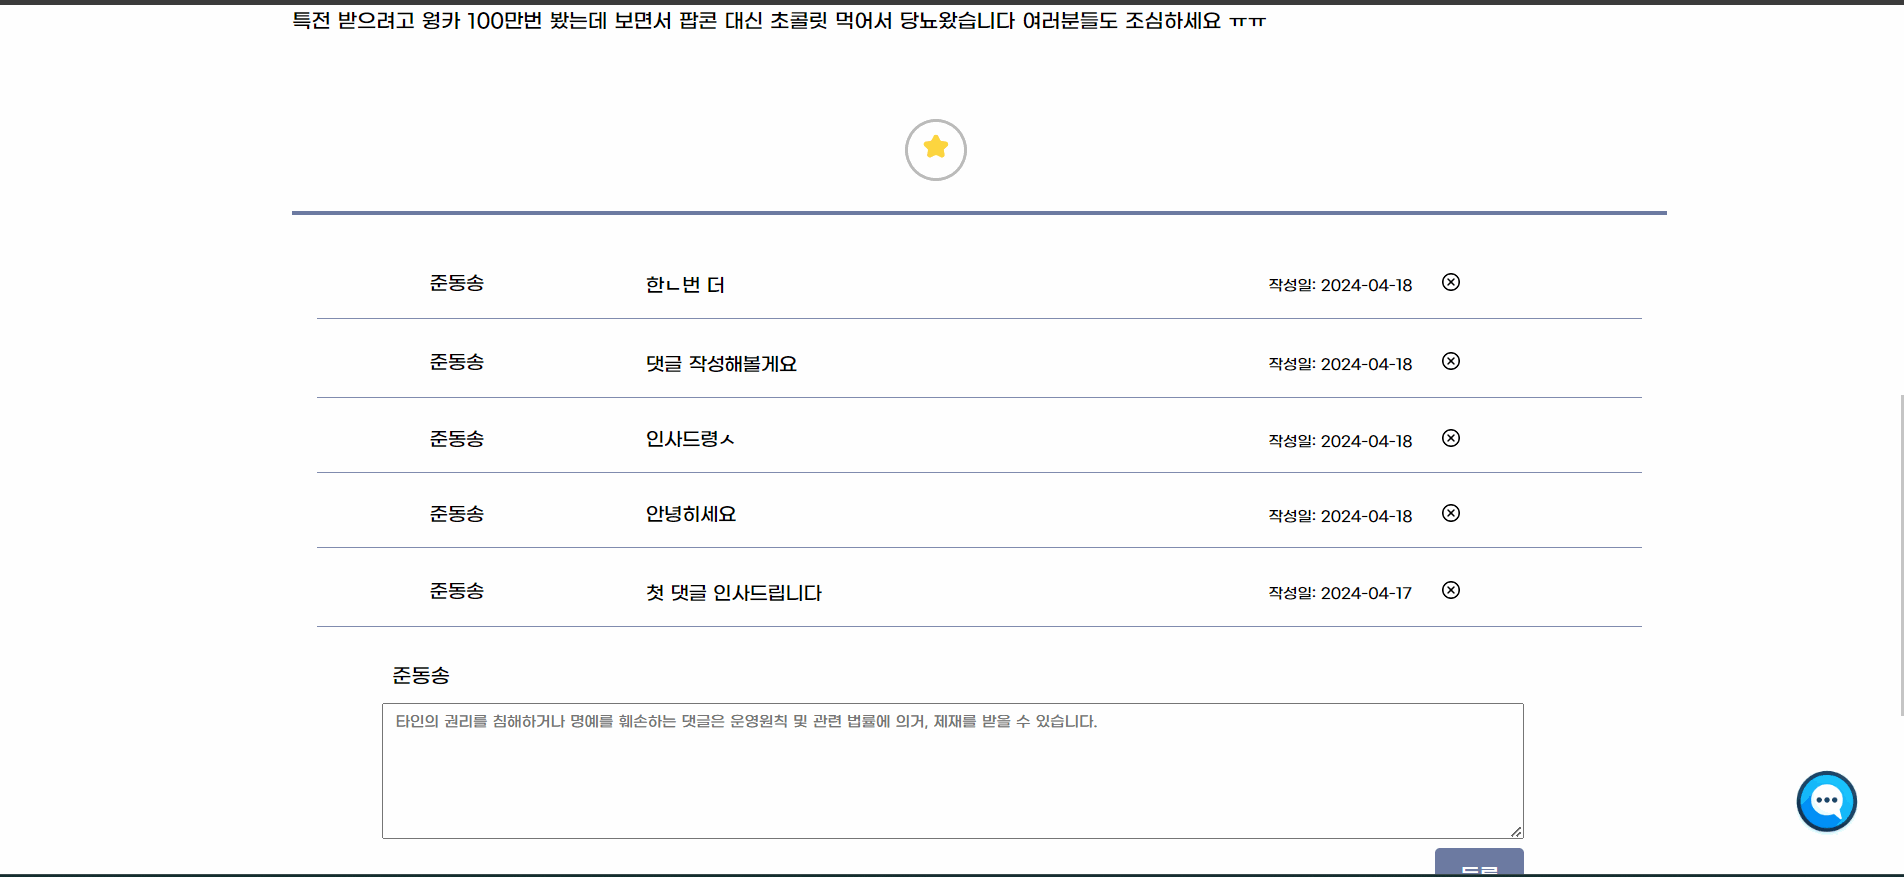 특전 받으려고 웡카 100만번 봤는데 보면서 팝콘 대신 초콜릿 먹어서 당뇨왔습니다 여러분들도 조심하세요 ㅠㅠ
준동송 한ㄴ번 더 작성일: 2024-04-18
준동송 댓글 작성해볼게요 작성일: 2024-04-18
준동송 인사드령ㅅ 작성일: 2024-04-18
준동송 안녕히세요 작성일: 2024-04-18
준동송 첫 댓글 인사드립니다 작성일: 2024-04-17
준동송
타인의 권리를 침해하거나 명예를 훼손하는 댓글은 운영원칙 및 관련 법률에 의거, 제재를 받을 수 있습니다.
등록